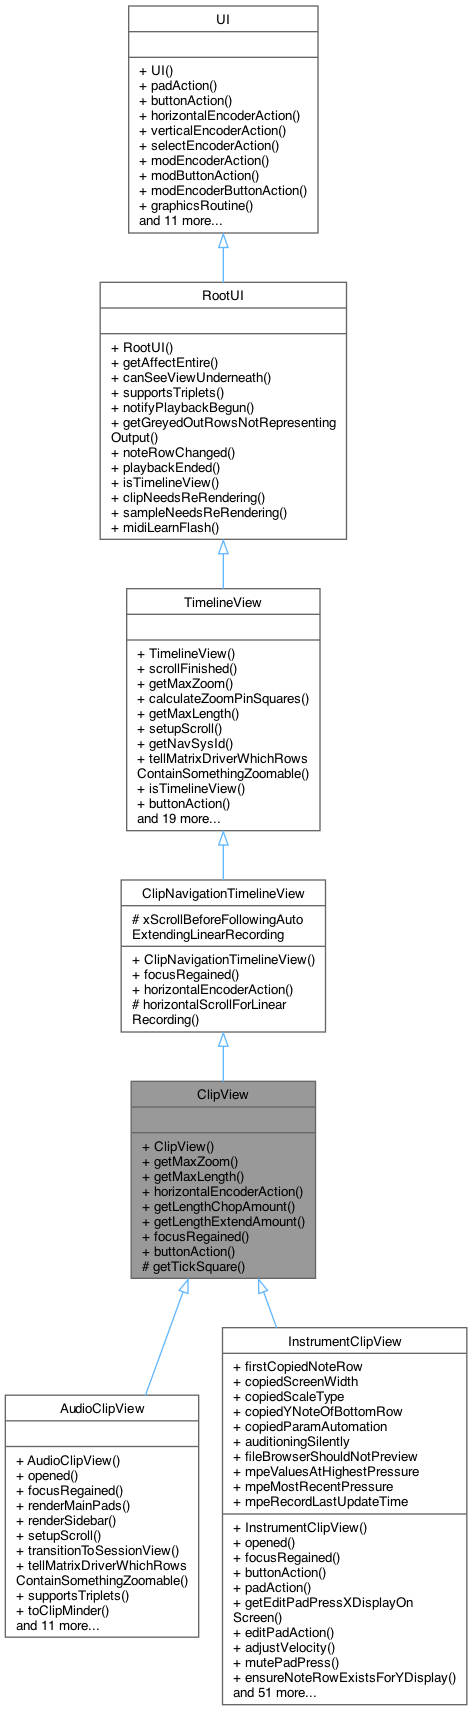 UI
+ UI()
+ padAction()
+ buttonAction()
+ horizontalEncoderAction()
+ verticalEncoderAction()
+ selectEncoderAction()
+ modEncoderAction()
+ modButtonAction()
+ modEncoderButtonAction()
+ graphicsRoutine()
and 11 more...
RootUI
+ RootUI()
+ getAffectEntire()
+ canSeeViewUnderneath()
+ supportsTriplets()
+ notifyPlaybackBegun()
+ getGreyedOutRowsNotRepresenting
Output()
+ noteRowChanged()
+ playbackEnded()
+ isTimelineView()
+ clipNeedsReRendering()
+ sampleNeedsReRendering()
+ midiLearnFlash()
TimelineView
+ TimelineView()
+ scrollFinished()
+ getMaxZoom()
+ calculateZoomPinSquares()
+ getMaxLength()
+ setupScroll()
+ getNavSysId()
+ tellMatrixDriverWhichRows
ContainSomethingZoomable()
+ isTimelineView()
+ buttonAction()
and 19 more...
ClipNavigationTimelineView
# xScrollBeforeFollowingAuto
ExtendingLinearRecording
+ ClipNavigationTimelineView()
+ focusRegained()
+ horizontalEncoderAction()
# horizontalScrollForLinear
Recording()
ClipView
+ ClipView()
+ getMaxZoom()
+ getMaxLength()
+ horizontalEncoderAction()
+ getLengthChopAmount()
+ getLengthExtendAmount()
+ focusRegained()
+ buttonAction()
# getTickSquare()
AudioClipView
+ AudioClipView()
+ opened()
+ focusRegained()
+ renderMainPads()
+ renderSidebar()
+ setupScroll()
+ transitionToSessionView()
+ tellMatrixDriverWhichRows
ContainSomethingZoomable()
+ supportsTriplets()
+ toClipMinder()
and 11 more...
InstrumentClipView
+ firstCopiedNoteRow
+ copiedScreenWidth
+ copiedScaleType
+ copiedYNoteOfBottomRow
+ copiedParamAutomation
+ auditioningSilently
+ fileBrowserShouldNotPreview
+ mpeValuesAtHighestPressure
+ mpeMostRecentPressure
+ mpeRecordLastUpdateTime
+ InstrumentClipView()
+ opened()
+ focusRegained()
+ buttonAction()
+ padAction()
+ getEditPadPressXDisplayOn
Screen()
+ editPadAction()
+ adjustVelocity()
+ mutePadPress()
+ ensureNoteRowExistsForYDisplay()
and 51 more...